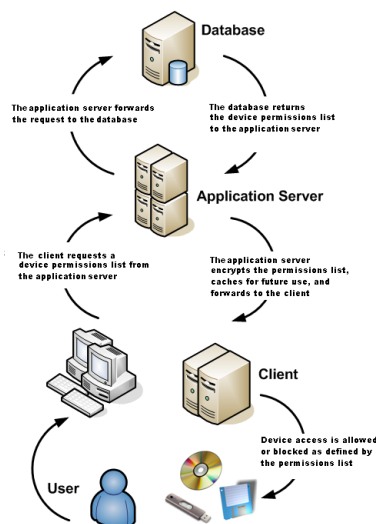 Database
The application server forwards
the request to the database
The database returns
the device permissions list
to the application server
Application Server
The client requests a
device permissions list from
the application server
The application server
encrypts the permissions list,
caches for future use, and
forwards to the client
Client
Device access is allowed
or blocked as defined by
the permissions list
User